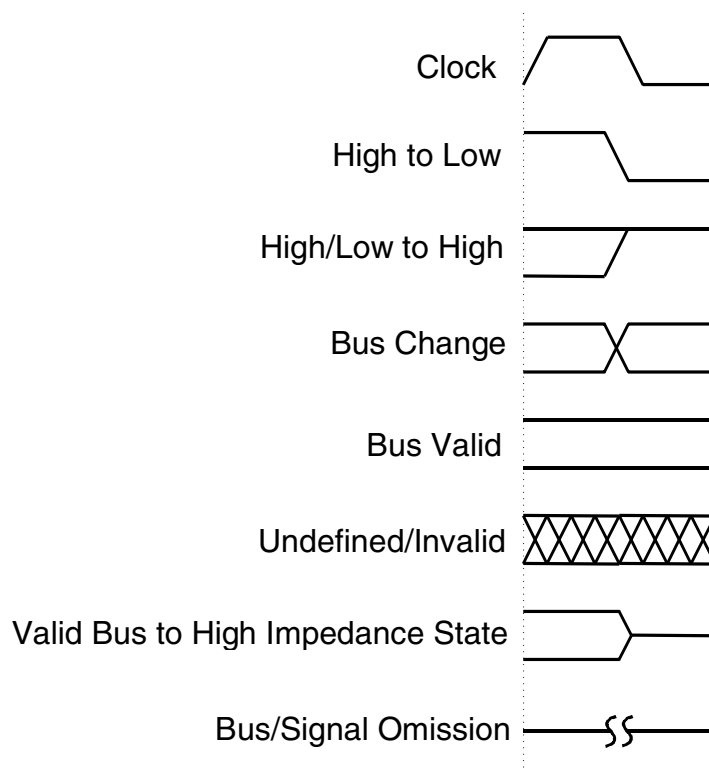 Clock
High to Low
High/Low to High
Bus Change
Bus Valid
Undefined/Invalid
Valid Bus to High Impedance State
Bus/Signal Omission